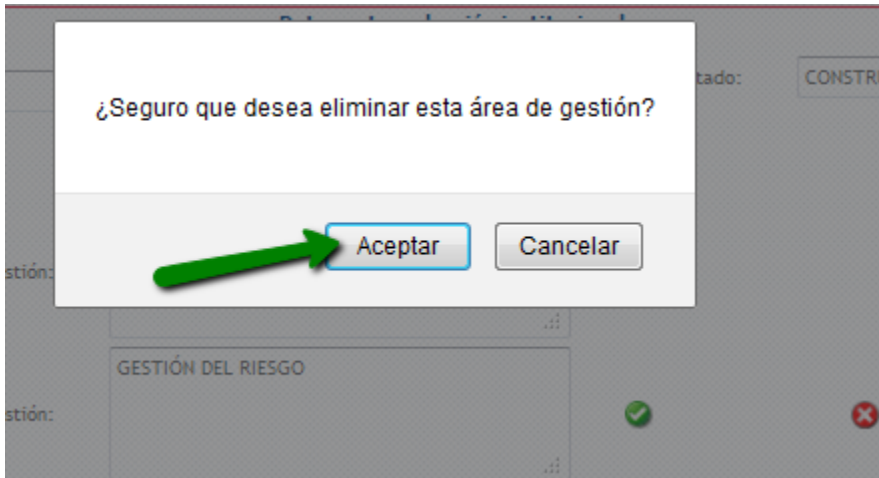 tado:
CONSTR
¿Seguro que desea eliminar esta área de gestión?
Aceptar
Cancelar
stión:
GESTIÓN DEL RIESGO
stión: